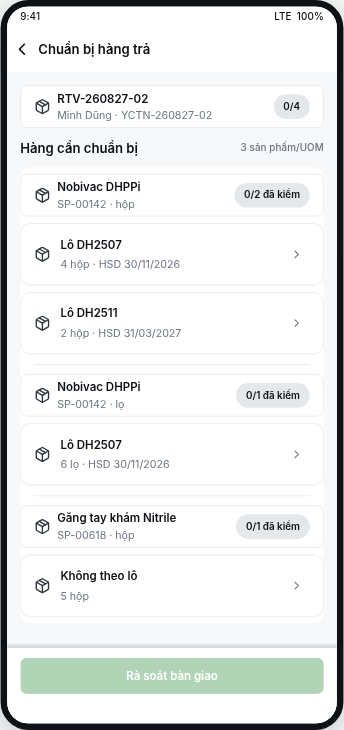 9:41
LTE 100%
Chuẩn bị hàng trả
RTV-260827-02
Minh Dũng · YCTN-260827-02
0/4
Hàng cần chuẩn bị
3 sản phẩm/UOM
Nobivac DHPPi
SP-00142 · hộp
0/2 đã kiểm
Lô DH2507
4 hộp · HSD 30/11/2026
Lô DH2511
2 hộp · HSD 31/03/2027
Nobivac DHPPi
SP-00142 · lọ
0/1 đã kiểm
Lô DH2507
6 lọ · HSD 30/11/2026
Găng tay khám Nitrile
SP-00618 · hộp
0/1 đã kiểm
Không theo lô
5 hộp
Rà soát bàn giao